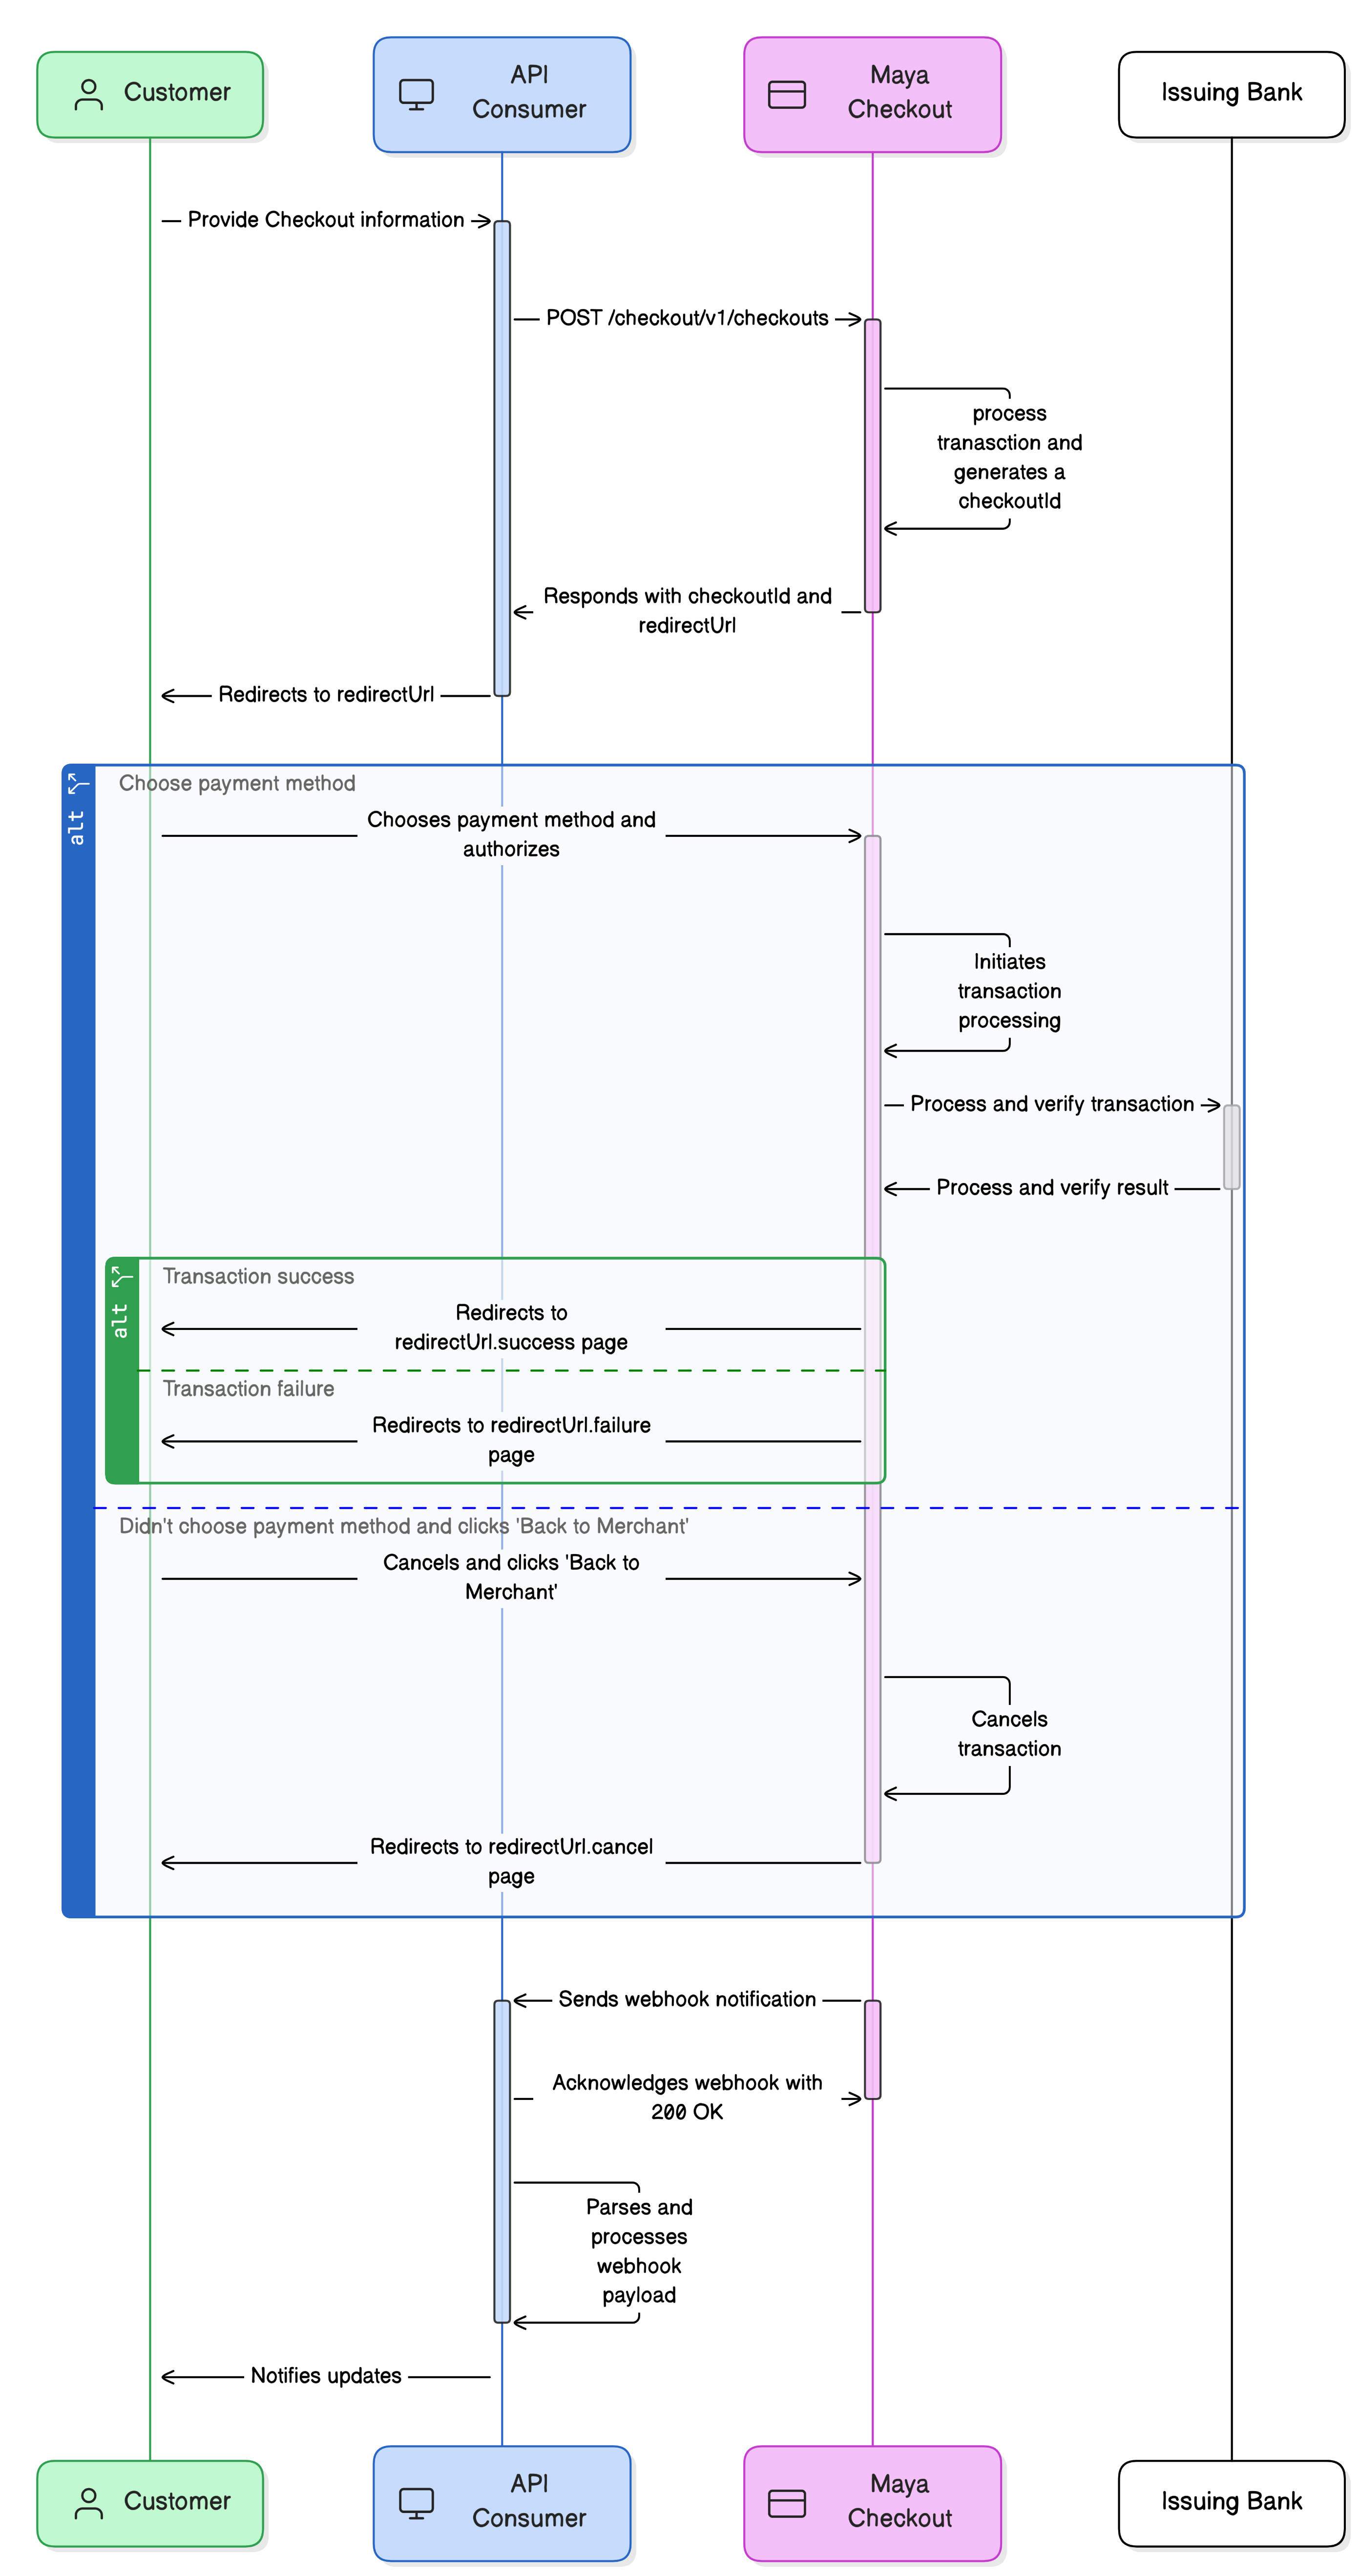 Customer
API
Consumer
Maya
Checkout
Issuing Bank
Provide Checkout information
POST /checkout/v1/checkouts
process
tranasction and
generates a
checkoutId
Responds with checkoutId and
redirectUrl
Redirects to redirectUrl
alt
Choose payment method
Chooses payment method and
authorizes
Initiates
transaction
processing
Process and verify transaction
Process and verify result
alt
Transaction success
Redirects to
redirectUrl.success page
Transaction failure
Redirects to redirectUrl.failure
page
Didn't choose payment method and clicks 'Back to Merchant'
Cancels and clicks 'Back to
Merchant'
Cancels
transaction
Redirects to redirectUrl.cancel
page
Sends webhook notification
Acknowledges webhook with
200 OK
Parses and
processes
webhook
payload
Notifies updates
Customer
API
Consumer
Maya
Checkout
Issuing Bank